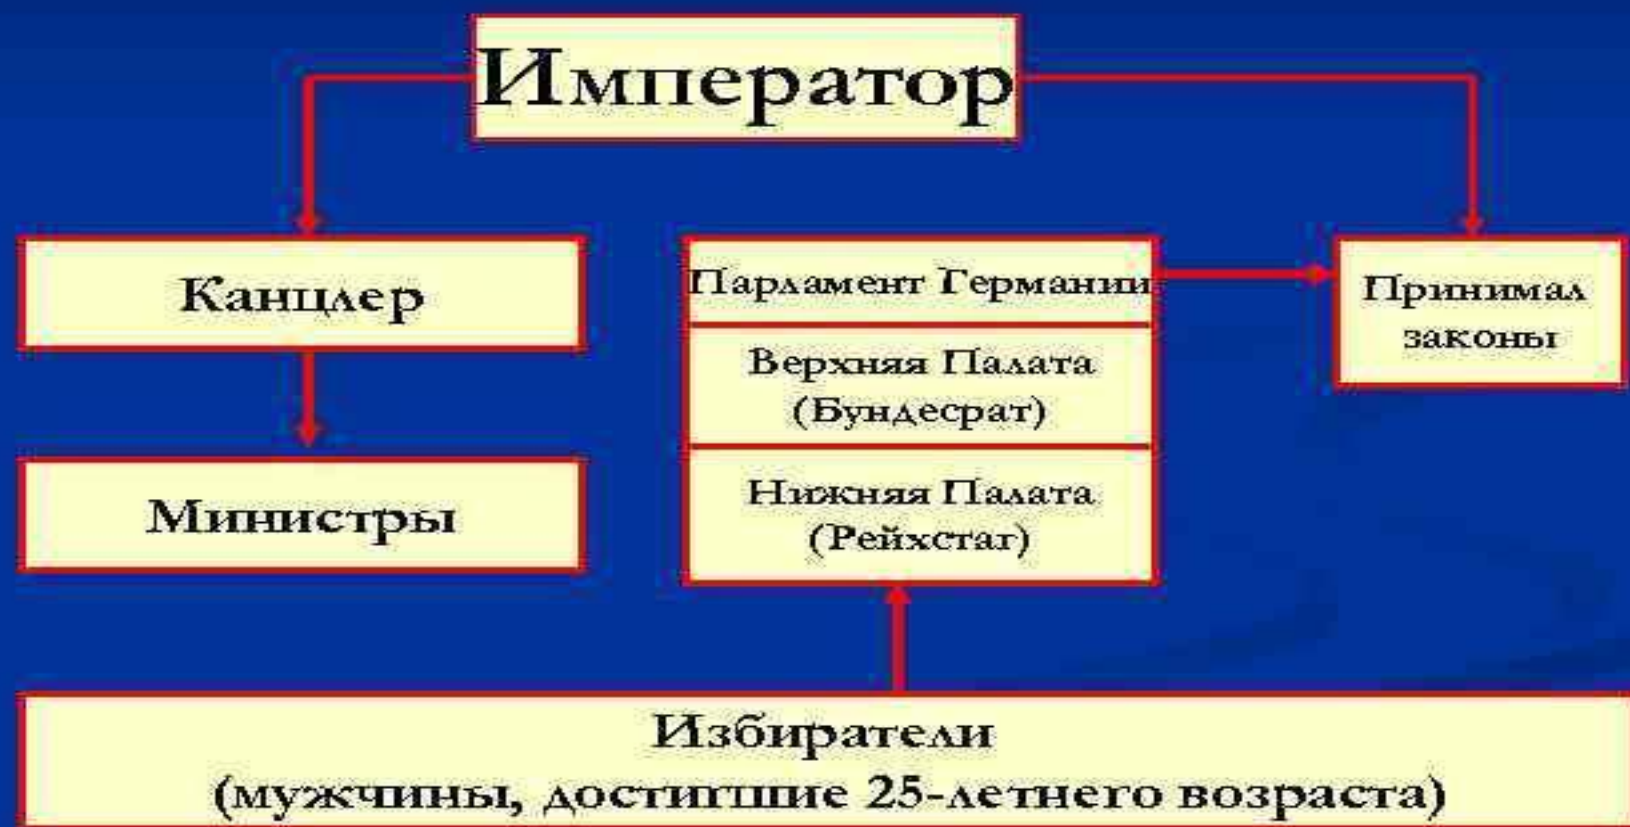 Император
Канцлер
Министры
Парламент Германии
Верхняя Палата
(Бундесрат)
Нижняя Палата
(Рейхстаг)
Принимал
законы
Избиратели
(мужчины, достигшие 25-летнего возраста)